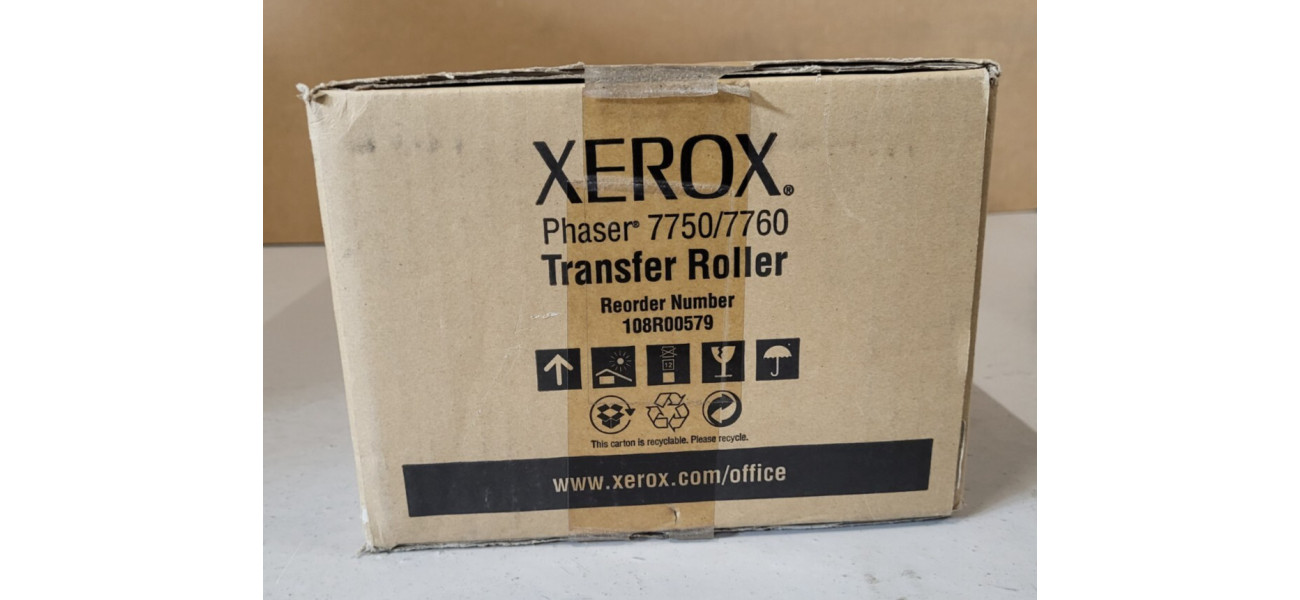 XEROX®
Phaser® 7750/7760
Transfer Roller
Reorder Number
108R00579
12
This carton is recyclable. Please recycle.
www.xerox.com/office